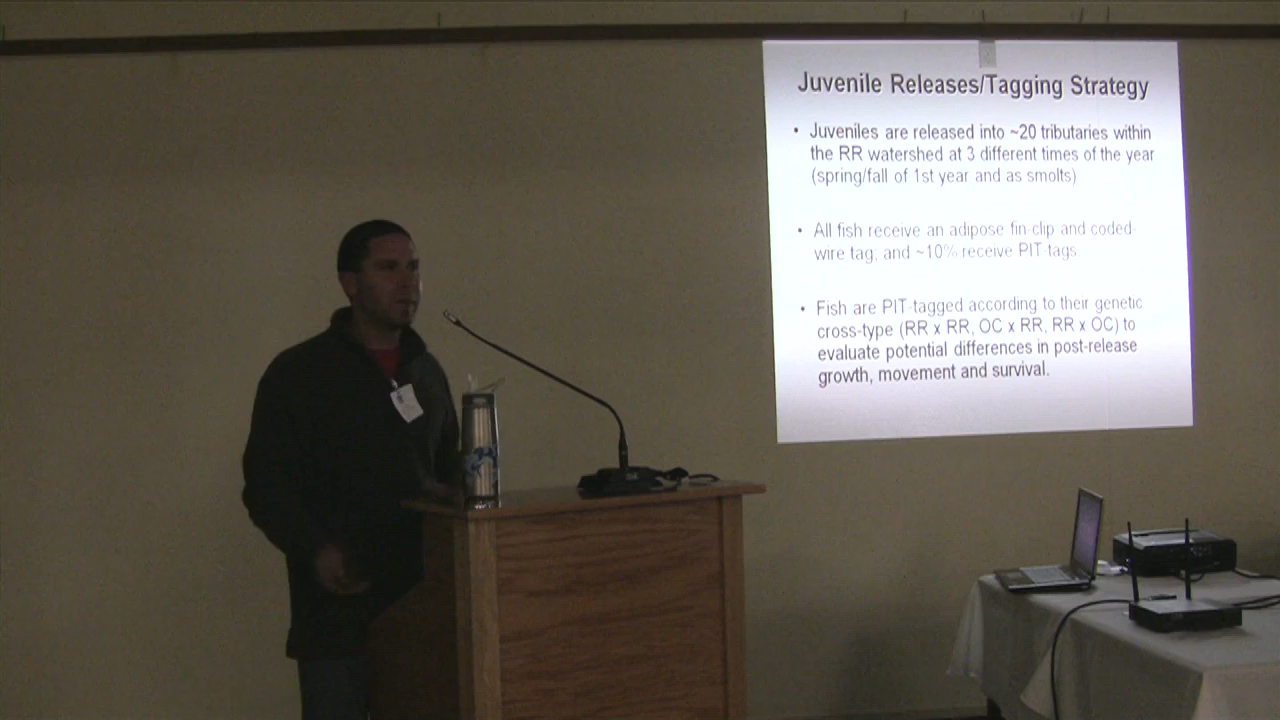 Juvenile Releases/Tagging Strategy
• Juveniles are released into ~20 tributaries within
the RR watershed at 3 different times of the year
(spring/fall of 1st year and as smolts)
• All fish receive an adipose fin-clip and coded-
wire tag, and ~10% receive PIT-tags
• Fish are PIT-tagged according to their genetic
cross-type (RR x RR, OC x RR, RR x OC) to
evaluate potential differences in post-release
growth, movement and survival.